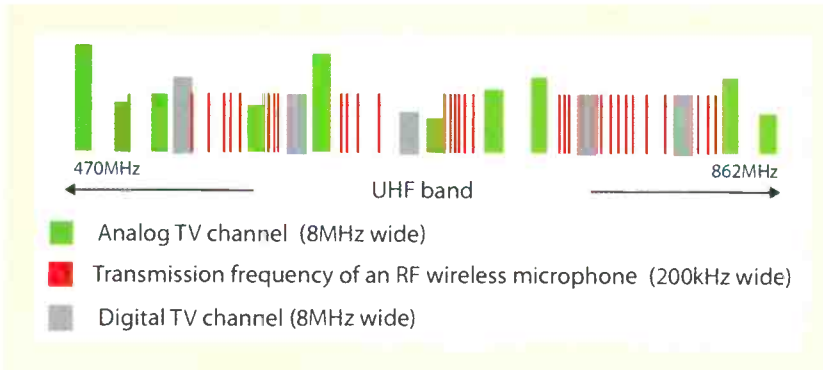 470MHz
862MHz
UHF band
Analog TV channel (8MHz wide)
Transmission frequency of an RF wireless microphone (200kHz wide)
Digital TV channel (8MHz wide)